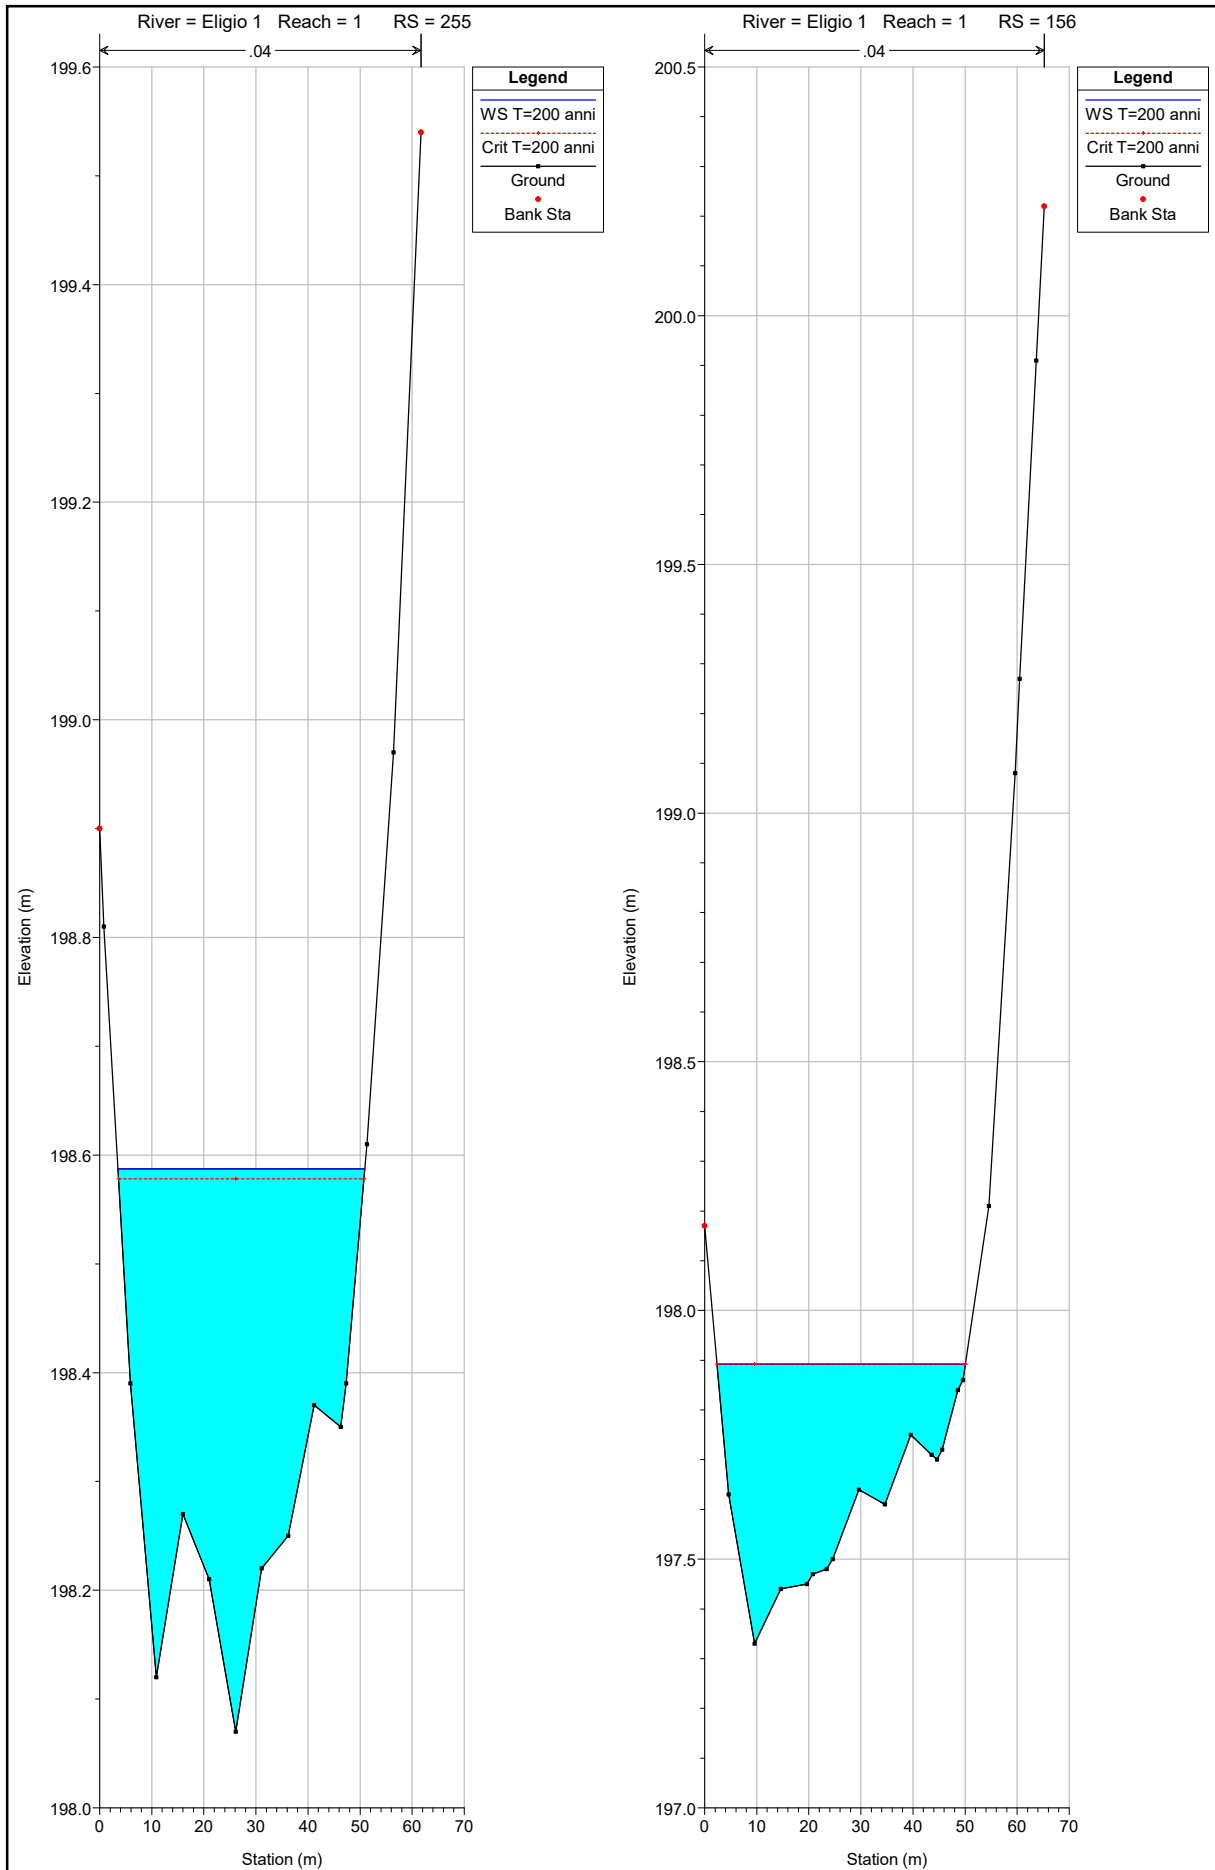 River = Eligio 1 Reach = 1 RS = 255
.04
199.6
199.4
199.2
199.0
198.8
198.6
198.4
198.2
198.0
Elevation (m)
0 10 20 30 40 50 60 70
Station (m)
Legend
WS T=200 anni
Crit T=200 anni
Ground
Bank Sta
River = Eligio 1 Reach = 1 RS = 156
.04
200.5
200.0
199.5
199.0
198.5
198.0
197.5
197.0
Elevation (m)
0 10 20 30 40 50 60 70
Station (m)
Legend
WS T=200 anni
Crit T=200 anni
Ground
Bank Sta